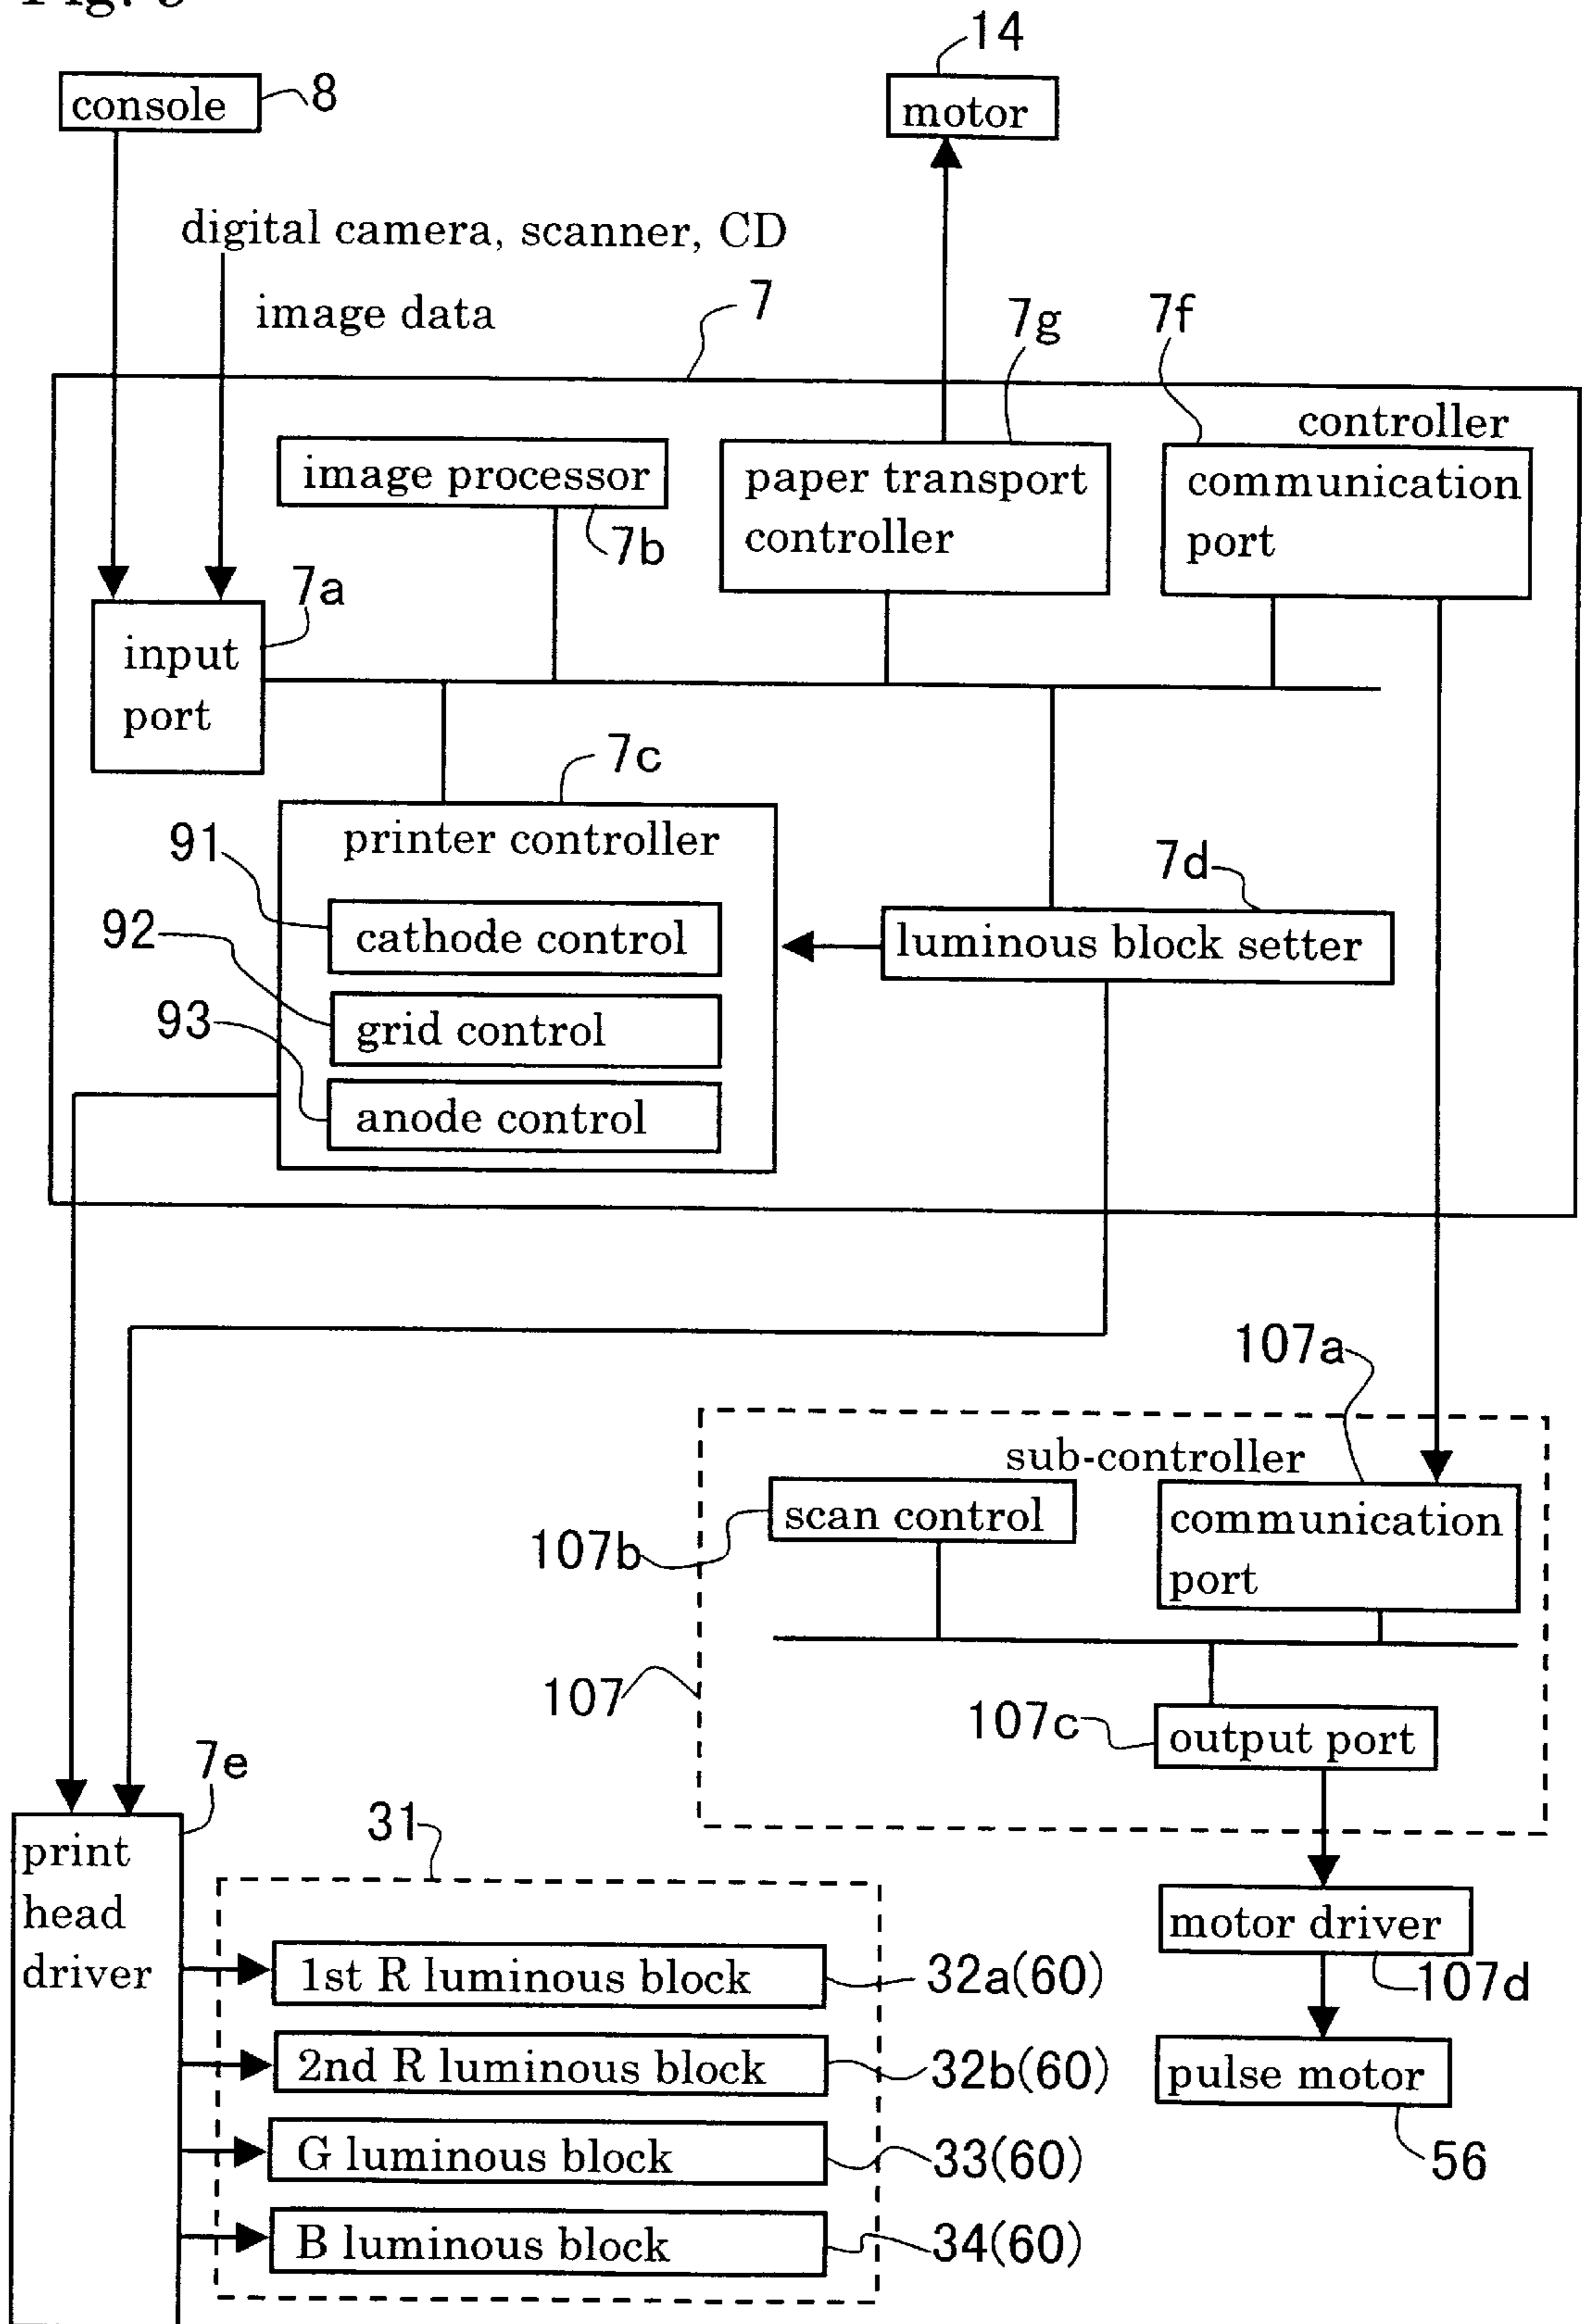 14
console
8
motor
digital camera, scanner, CD
image data
7
7g
7f
controller
image processor
paper transport
controller
communication
port
7b
7a
input
port
7c
printer controller
91
cathode control
7d
92
luminous block setter
grid control
93
anode control
107a
sub-controller
scan control
communication
port
107b
107
107c
output port
7e
print
head
driver
31
motor driver
107d
1st R luminous block
32a(60)
2nd R luminous block
32b(60)
pulse motor
G luminous block
33(60)
56
B luminous block
34(60)